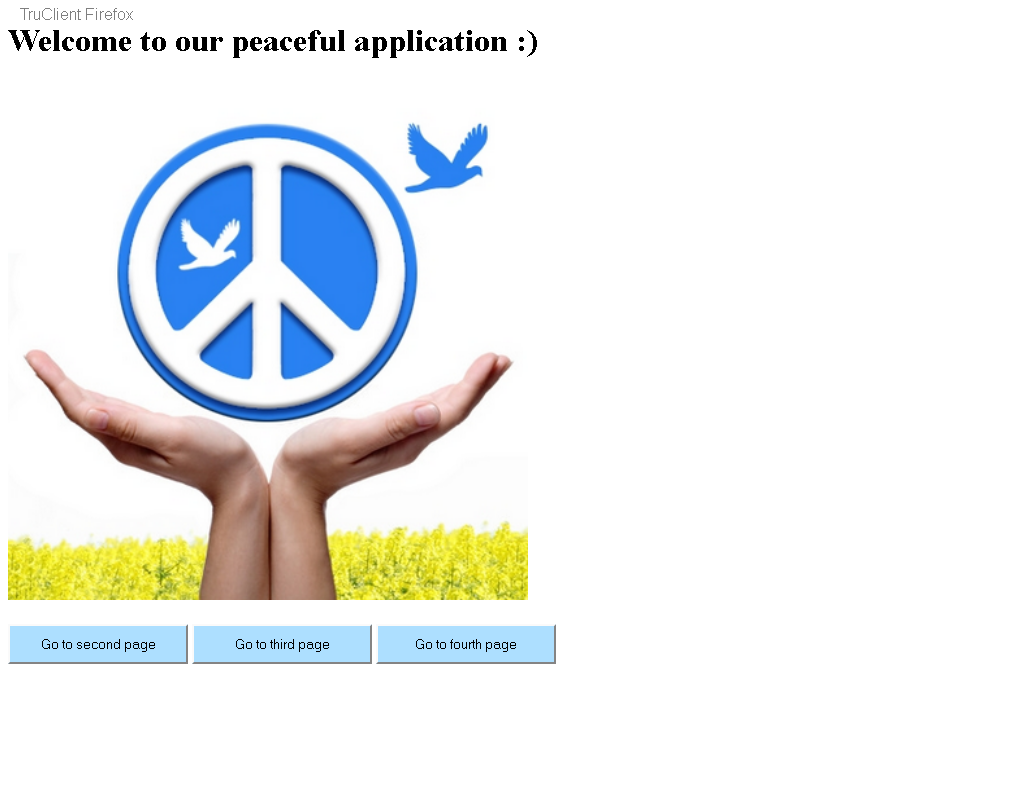 TruClient Firefox
Welcome to our peaceful application :)
Go to second page
Go to third page
Go to fourth page